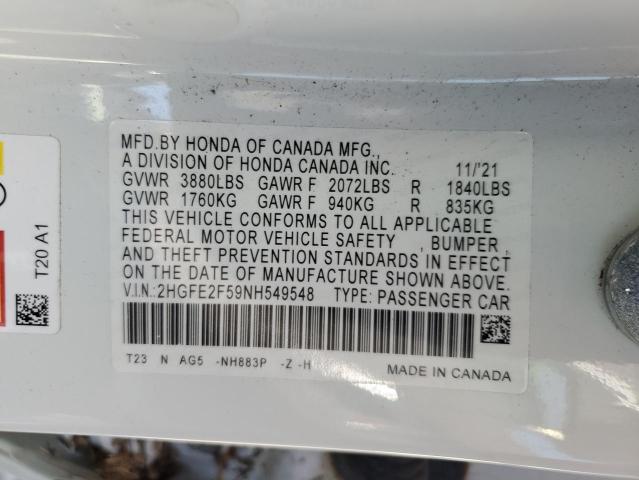 MFD.BY HONDA OF CANADA MFG.,
A DIVISION OF HONDA CANADA INC. 11/'21
GVWR 3880LBS GAWR F 2072LBS R 1840LBS
GVWR 1760KG GAWR F 940KG R 835KG
THIS VEHICLE CONFORMS TO ALL APPLICABLE
FEDERAL MOTOR VEHICLE SAFETY , BUMPER ,
AND THEFT PREVENTION STANDARDS IN EFFECT
ON THE DATE OF MANUFACTURE SHOWN ABOVE.
V.I.N.:2HGFE2F59NH549548 TYPE: PASSENGER CAR
T23 N AG5 -NH883P -Z -H
MADE IN CANADA
T20 A1